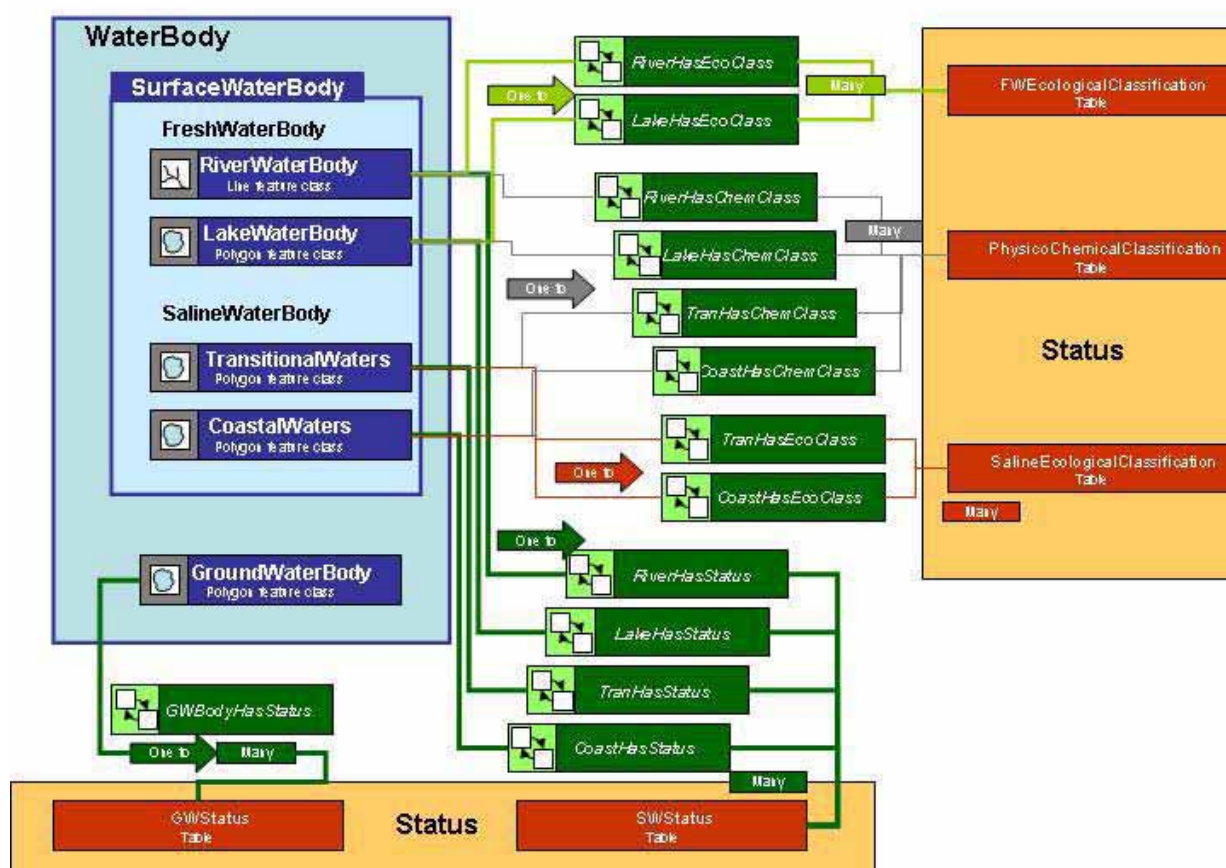 WaterBody
SurfaceWaterBody
FreshWaterBody
RiverWaterBody
Line feature class
LakeWaterBody
Polygon feature class
SalineWaterBody
TransitionalWaters
Polygon feature class
CoastalWaters
Polygon feature class
GroundWaterBody
Polygon feature class
GWBodyHasStatus
One to
Many
RiverHasEcoClass
One to
LakeHasEcoClass
Many
RiverHasChemClass
Many
LakeHasChemClass
One to
TranHasChemClass
CoastHasChemClass
TranHasEcoClass
One to
CoastHasEcoClass
One to
RiverHasStatus
LakeHasStatus
TranHasStatus
CoastHasStatus
Many
FWEcologicalClassification
Table
PhysicoChemicalClassification
Table
Status
SalineEcologicalClassification
Table
Many
GWStatus
Table
Status
SWStatus
Table